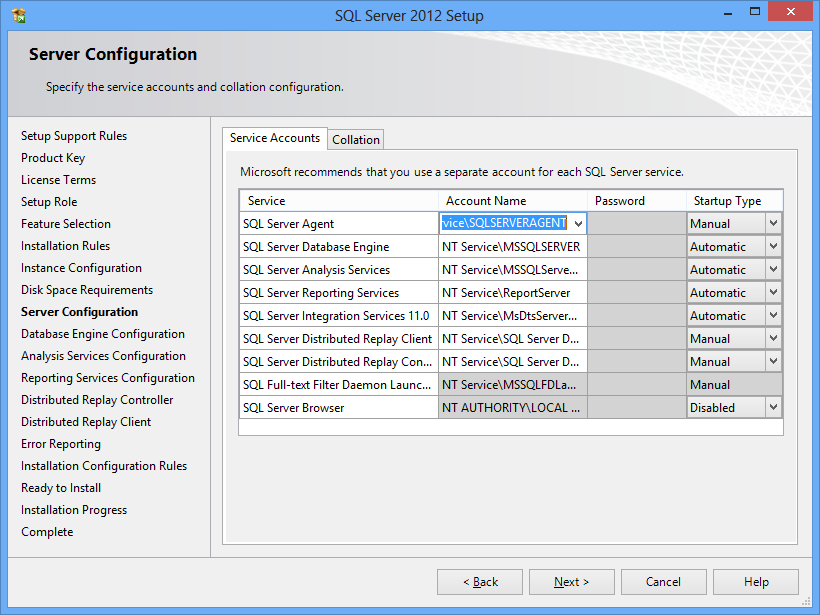 SQL Server 2012 Setup
Server Configuration
Specify the service accounts and collation configuration.
Setup Support Rules
Product Key
License Terms
Setup Role
Feature Selection
Installation Rules
Instance Configuration
Disk Space Requirements
Server Configuration
Database Engine Configuration
Analysis Services Configuration
Reporting Services Configuration
Distributed Replay Controller
Distributed Replay Client
Error Reporting
Installation Configuration Rules
Ready to Install
Installation Progress
Complete
Service Accounts Collation
Microsoft recommends that you use a separate account for each SQL Server service.
Service Account Name Password Startup Type
SQL Server Agent vice\SQLSERVERAGENT Manual
SQL Server Database Engine NT Service\MSSQLSERVER Automatic
SQL Server Analysis Services NT Service\MSSQLServe... Automatic
SQL Server Reporting Services NT Service\ReportServer Automatic
SQL Server Integration Services 11.0 NT Service\MsDtsServer... Automatic
SQL Server Distributed Replay Client NT Service\SQL Server D... Manual
SQL Server Distributed Replay Con... NT Service\SQL Server D... Manual
SQL Full-text Filter Daemon Launc... NT Service\MSSQLFDLa... Manual
SQL Server Browser NT AUTHORITY\LOCAL ... Disabled
< Back Next > Cancel Help